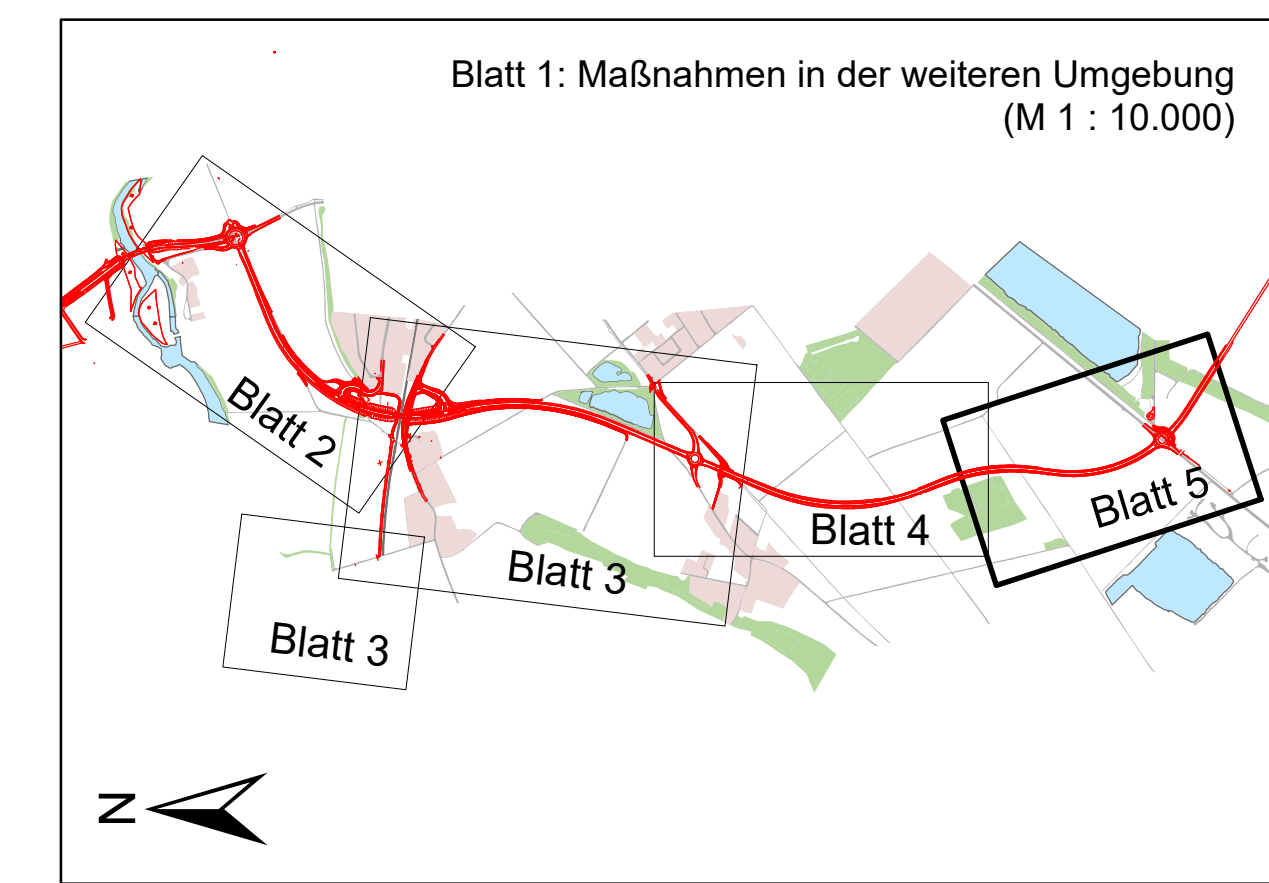 Blatt 1: Maßnahmen in der weiteren Umgebung
(M 1 : 10.000)
Blatt 2
Blatt 5
Blatt 4
Blatt 3
Blatt 3
N